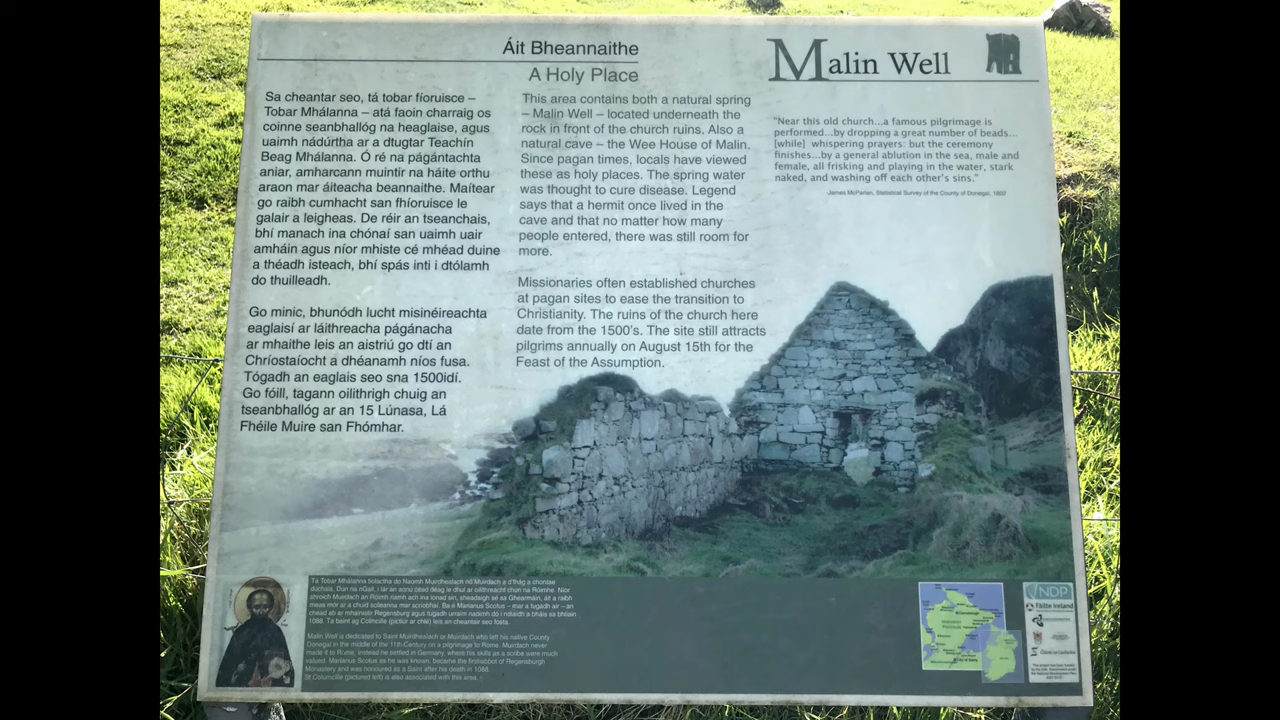 Áit Bheannaithe
A Holy Place
Malin Well
Sa cheantar seo, tá tobar fíoruisce –
Tobar Mhálanna – atá faoin charraig os
coinne seanbhallóg na heaglaise, agus
uaimh nádúrtha ar a dtugtar Teachín
Beag Mhálanna. Ó ré na págántachta
aniar, amharcann muintir na háite orthu
araon mar áiteacha beannaithe. Maítear
go raibh cumhacht san fhíoruisce le
galair a leigheas. De réir an tseanchais,
bhí manach ina chónaí san uaimh uair
amháin agus níor mhiste cé mhéad duine
a théadh isteach, bhí spás inti i dtólamh
do thuilleadh.
Go minic, bhunódh lucht misinéireachta
eaglaisí ar láithreacha págánacha
ar mhaithe leis an aistriú go dtí an
Chríostaíocht a dhéanamh níos fusa.
Tógadh an eaglais seo sna 1500idí.
Go fóill, tagann oilithrigh chuig an
tseanbhallóg ar an 15 Lúnasa, Lá
Fhéile Muire san Fhómhar.
This area contains both a natural spring
– Malin Well – located underneath the
rock in front of the church ruins. Also a
natural cave – the Wee House of Malin.
Since pagan times, locals have viewed
these as holy places. The spring water
was thought to cure disease. Legend
says that a hermit once lived in the
cave and that no matter how many
people entered, there was still room for
more.
Missionaries often established churches
at pagan sites to ease the transition to
Christianity. The ruins of the church here
date from the 1500's. The site still attracts
pilgrims annually on August 15th for the
Feast of the Assumption.
"Near this old church...a famous pilgrimage is
performed...by dropping a great number of beads...
[while] whispering prayers: but the ceremony
finishes...by a general ablution in the sea, male and
female, all frisking and playing in the water, stark
naked, and washing off each other's sins."
James McParlan, Statistical Survey of the County of Donegal, 1802
Malin Well is dedicated to Saint Muirdhealach or Muirdach who left his native County
Donegal in the middle of the 11th Century on a pilgrimage to Rome. Muirdach never
made it to Rome, instead he settled in Germany, where his skills as a scribe were much
valued. Marianus Scotus as he was known, became the first abbot of Regensburgh
Monastery and was honoured as a Saint after his death in 1088.
St Columcille (pictured left) is also associated with this area.
NDP
Fáilte Ireland